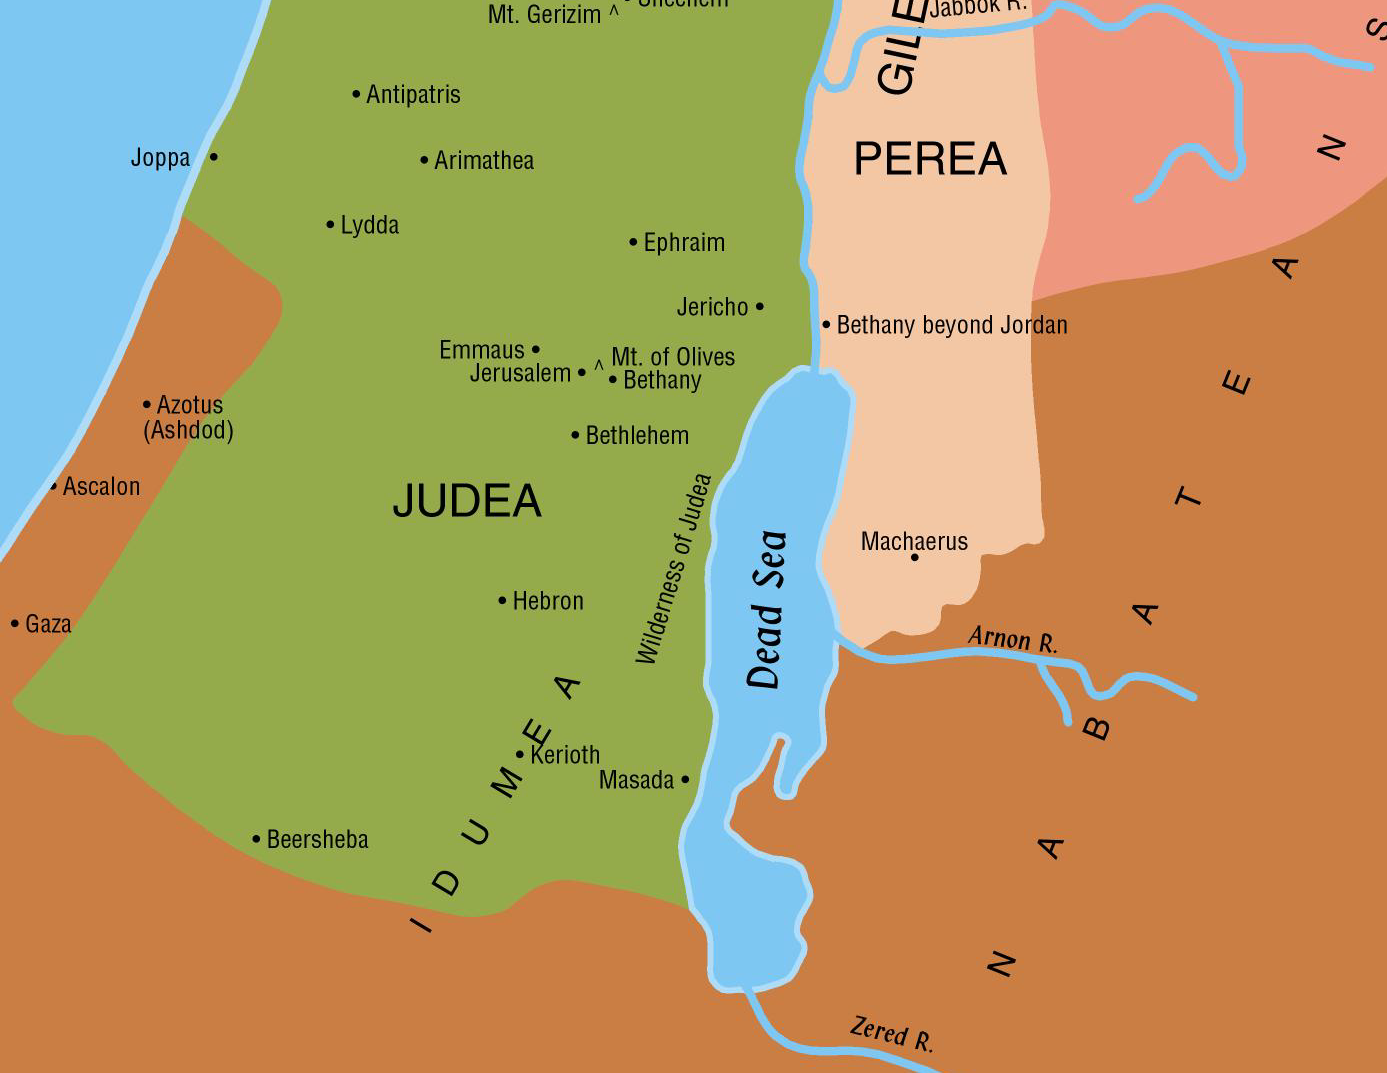 Mt. Gerizim ^
Jabbok R.
GILE
S
Antipatris
Joppa
Arimathea
PEREA
N
Lydda
Ephraim
A
Jericho
Bethany beyond Jordan
Emmaus
^ Mt. of Olives
Jerusalem
Bethany
E
Azotus
(Ashdod)
Bethlehem
Ascalon
JUDEA
T
Wilderness of Judea
Dead Sea
Machaerus
Hebron
A
Gaza
Arnon R.
B
IDUMEA
Kerioth
Masada
Beersheba
A
N
Zered R.